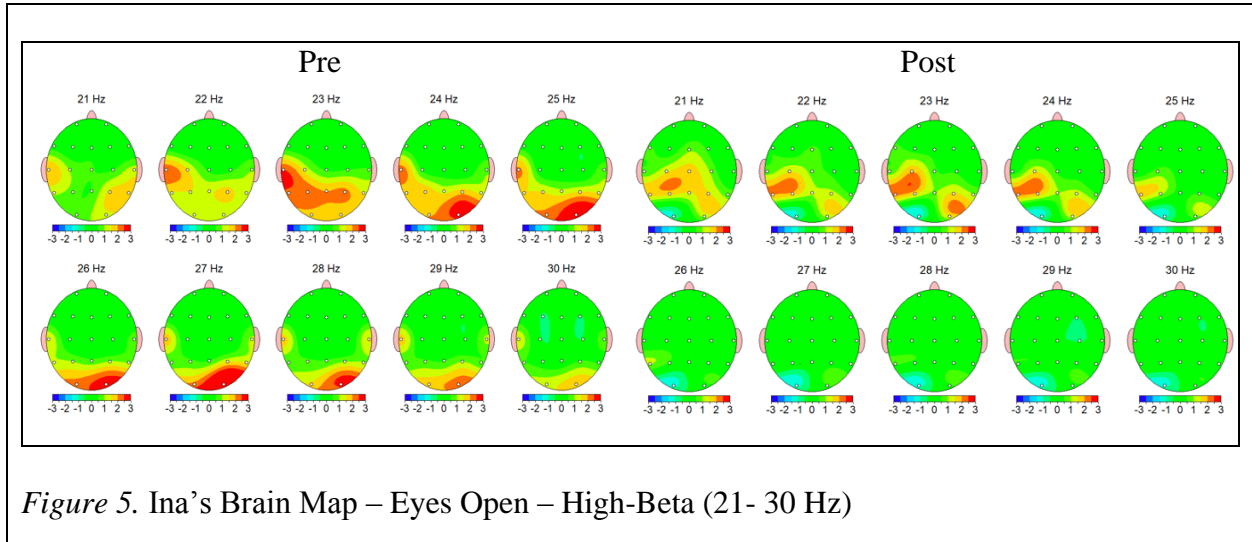 Pre Post
21 Hz 22 Hz 23 Hz 24 Hz 25 Hz 21 Hz 22 Hz 23 Hz 24 Hz 25 Hz
-3 -2 -1 0 1 2 3 -3 -2 -1 0 1 2 3 -3 -2 -1 0 1 2 3 -3 -2 -1 0 1 2 3 -3 -2 -1 0 1 2 3 -3 -2 -1 0 1 2 3 -3 -2 -1 0 1 2 3 -3 -2 -1 0 1 2 3 -3 -2 -1 0 1 2 3 -3 -2 -1 0 1 2 3
26 Hz 27 Hz 28 Hz 29 Hz 30 Hz 26 Hz 27 Hz 28 Hz 29 Hz 30 Hz
-3 -2 -1 0 1 2 3 -3 -2 -1 0 1 2 3 -3 -2 -1 0 1 2 3 -3 -2 -1 0 1 2 3 -3 -2 -1 0 1 2 3 -3 -2 -1 0 1 2 3 -3 -2 -1 0 1 2 3 -3 -2 -1 0 1 2 3 -3 -2 -1 0 1 2 3 -3 -2 -1 0 1 2 3
Figure 5. Ina’s Brain Map – Eyes Open – High-Beta (21- 30 Hz)